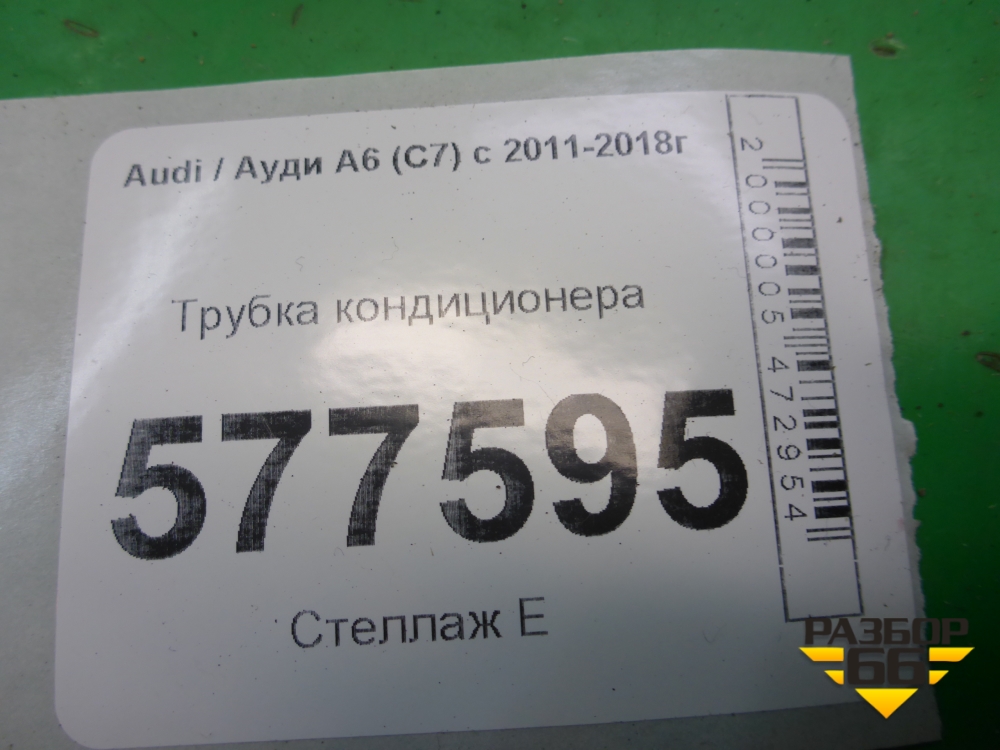 Audi / Ауди А6 (С7) с 2011-2018г
Трубка кондиционера
577595
Стеллаж Е
2000005472954
РАЗБОР
66